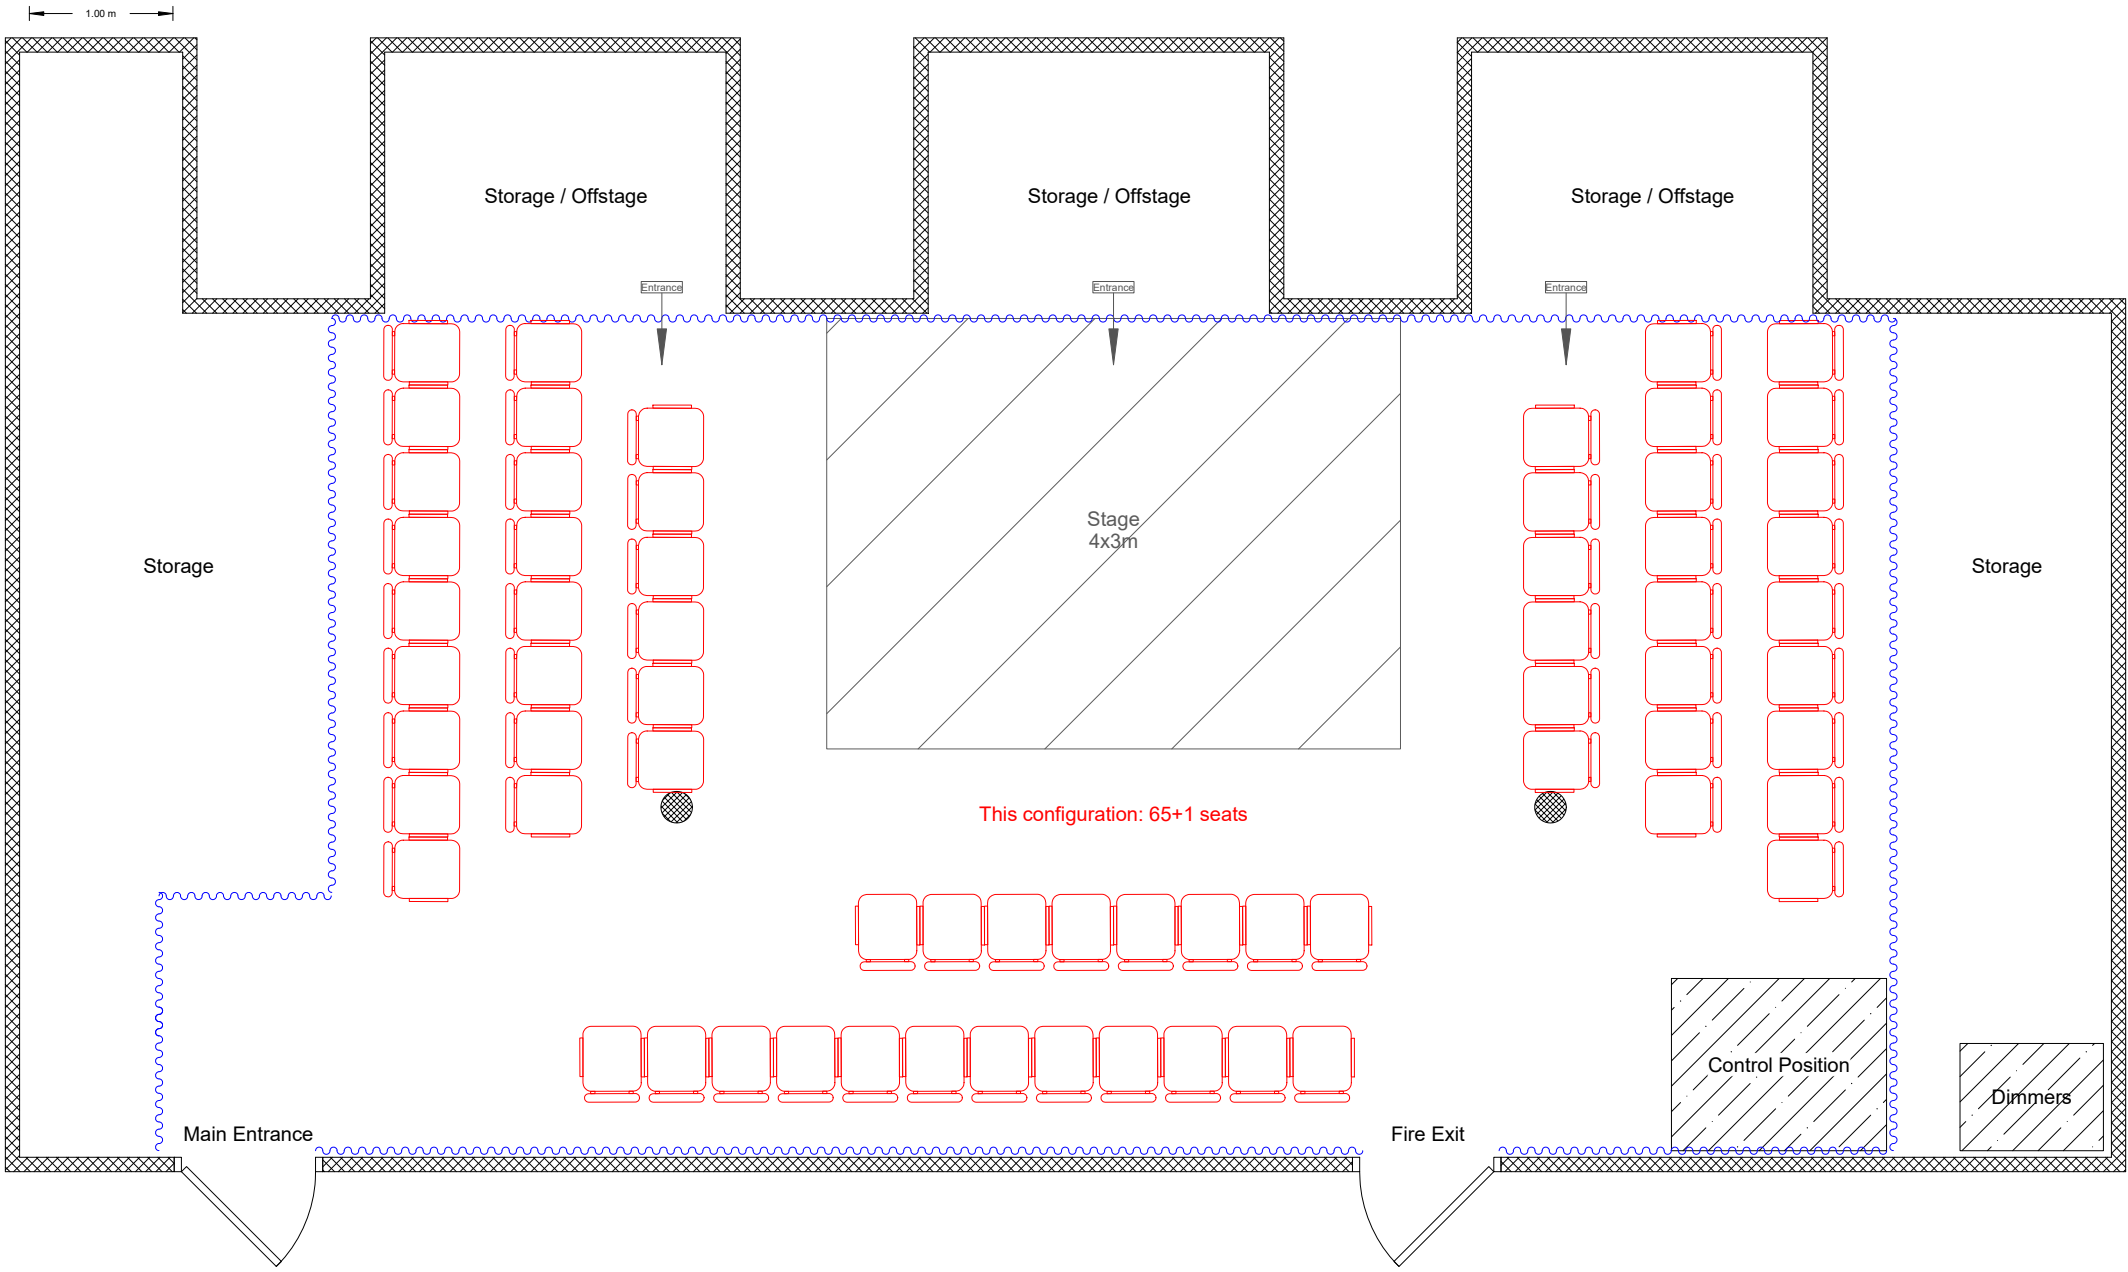 1.00 m
Storage / Offstage
Storage / Offstage
Storage / Offstage
Entrance
Entrance
Entrance
Stage
4x3m
Storage
Storage
This configuration: 65+1 seats
Control Position
Dimmers
Main Entrance
Fire Exit